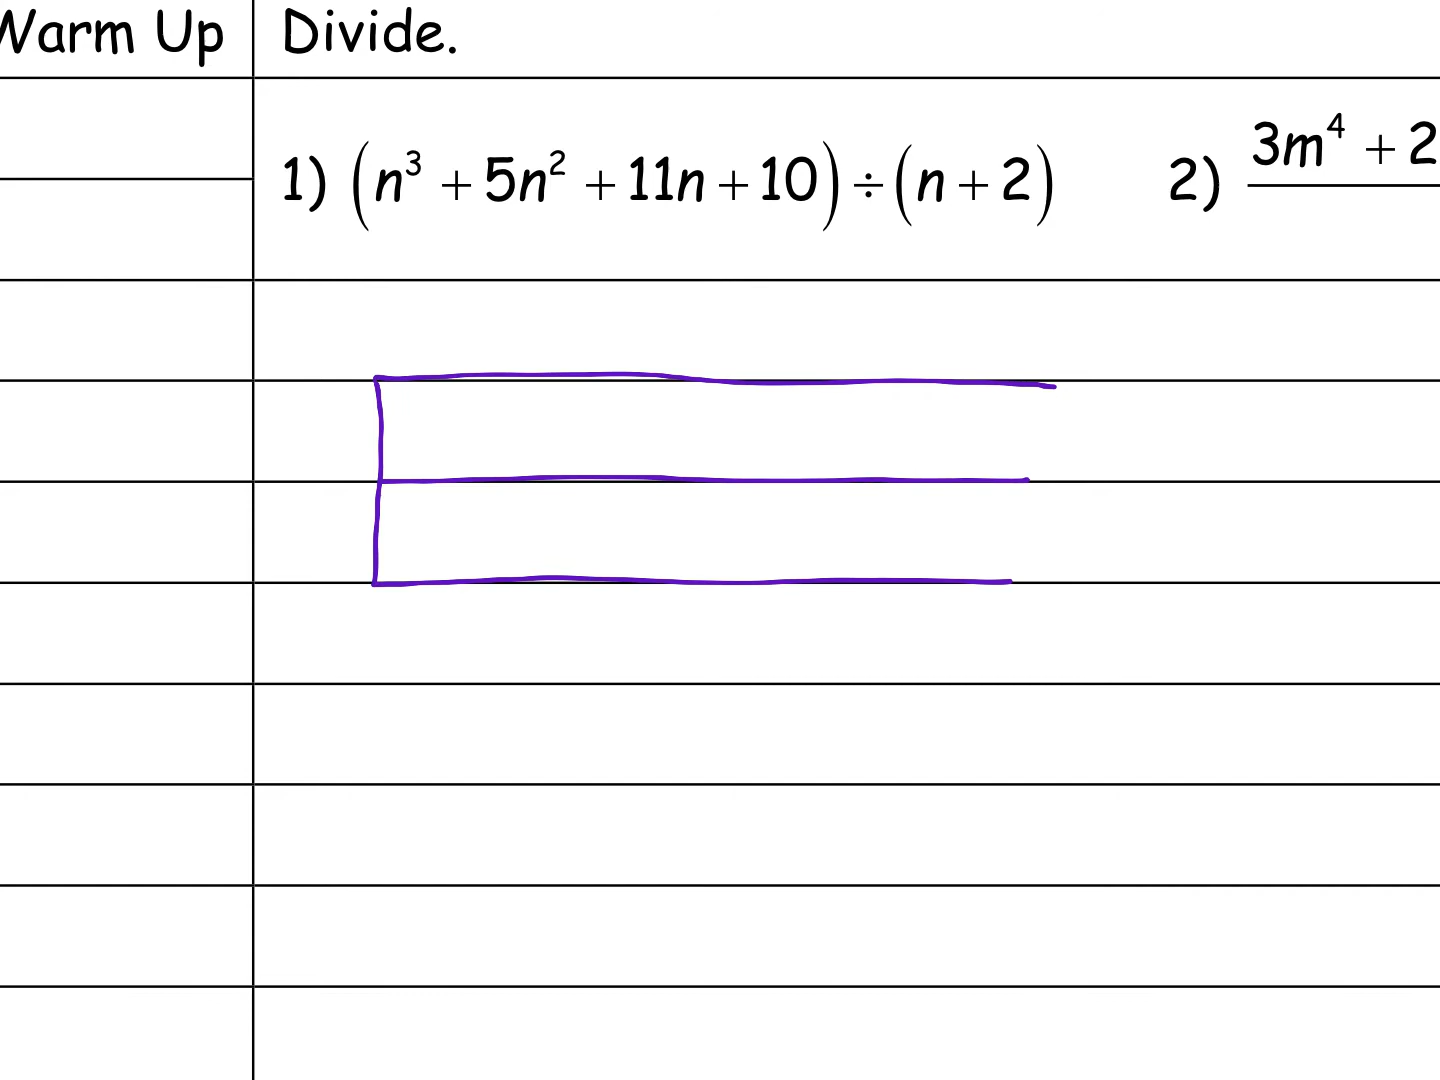 Warm Up Divide.
1) (n³ + 5n² + 11n + 10) ÷ (n + 2) 2) 3m⁴ + 2